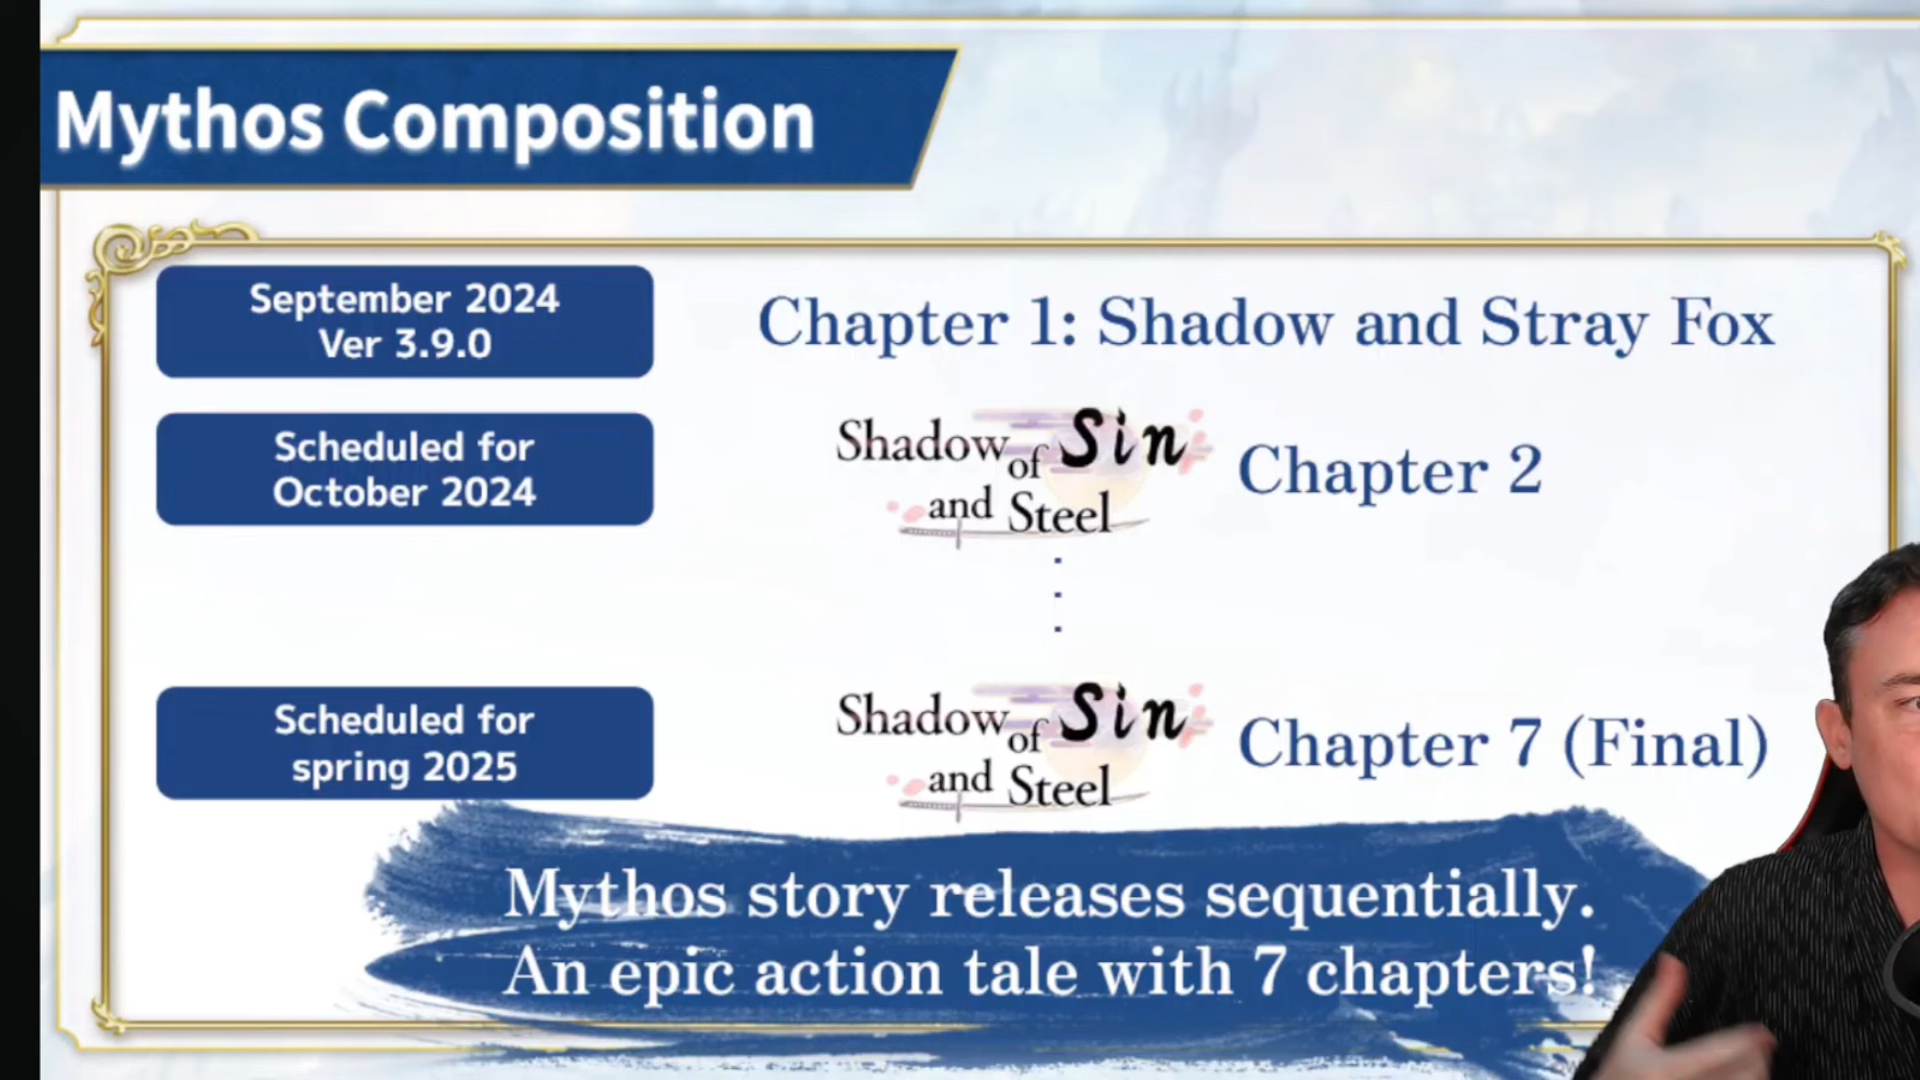 Mythos Composition
September 2024
Ver 3.9.0
Chapter 1: Shadow and Stray Fox
Scheduled for
October 2024
Shadow of Sin
and Steel
Chapter 2
Scheduled for
spring 2025
Shadow of Sin
and Steel
Chapter 7 (Final)
Mythos story releases sequentially.
An epic action tale with 7 chapters!